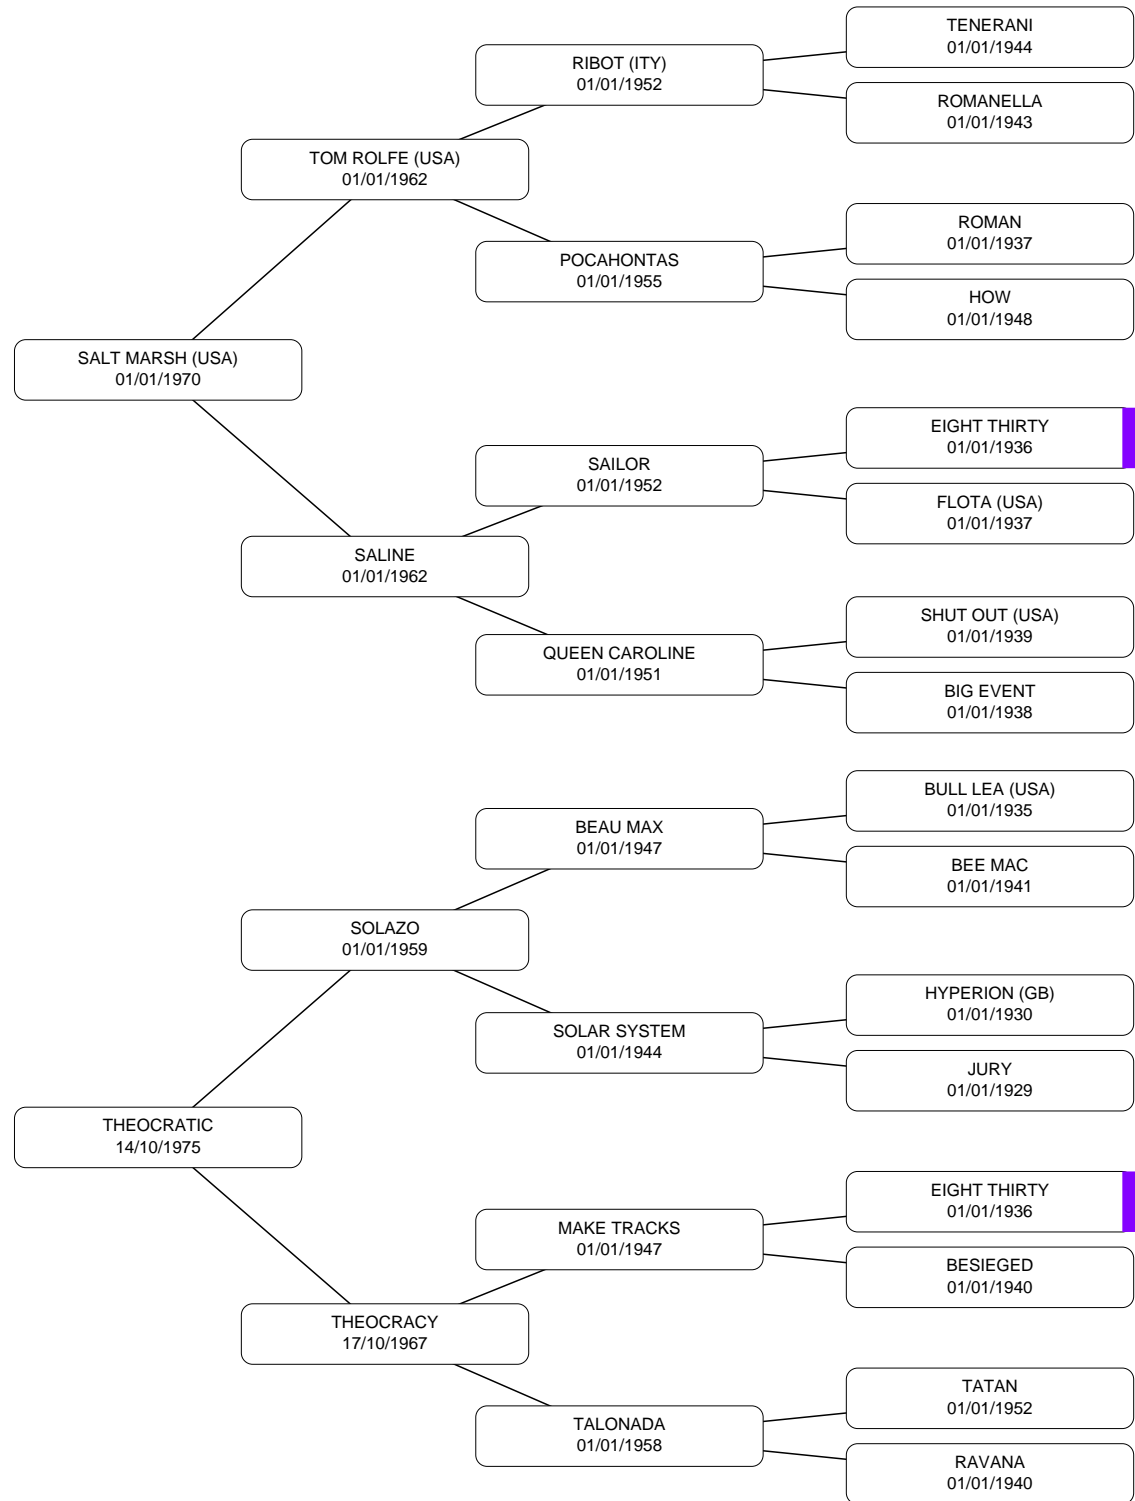 TENERANI
01/01/1944
RIBOT (ITY)
01/01/1952
ROMANELLA
01/01/1943
TOM ROLFE (USA)
01/01/1962
ROMAN
01/01/1937
POCAHONTAS
01/01/1955
HOW
01/01/1948
SALT MARSH (USA)
01/01/1970
EIGHT THIRTY
01/01/1936
SAILOR
01/01/1952
FLOTA (USA)
01/01/1937
SALINE
01/01/1962
SHUT OUT (USA)
01/01/1939
QUEEN CAROLINE
01/01/1951
BIG EVENT
01/01/1938
BULL LEA (USA)
01/01/1935
BEAU MAX
01/01/1947
BEE MAC
01/01/1941
SOLAZO
01/01/1959
HYPERION (GB)
01/01/1930
SOLAR SYSTEM
01/01/1944
JURY
01/01/1929
THEOCRATIC
14/10/1975
EIGHT THIRTY
01/01/1936
MAKE TRACKS
01/01/1947
BESIEGED
01/01/1940
THEOCRACY
17/10/1967
TATAN
01/01/1952
TALONADA
01/01/1958
RAVANA
01/01/1940